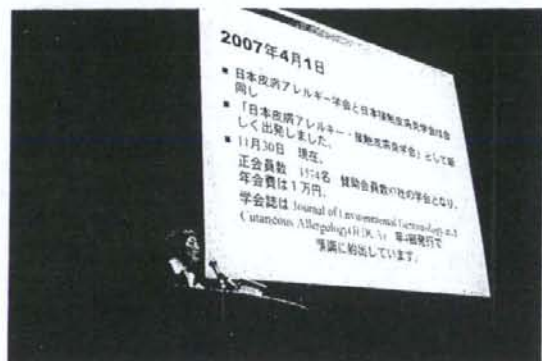 2007年4月1日
■ 日本皮膚アレルギー学会と日本接触皮膚炎学会は合
同し
■ 「日本皮膚アレルギー・接触皮膚炎学会」として新
しく出発しました。
■ 11月30日 現在、
正会員数 名 賛助会員数 社の学会となり、
年会費は1万円、
学会誌は Journal of Environmental Dermatology and
Cutaneous Allergology 第4回発行で
順調に船出しています。